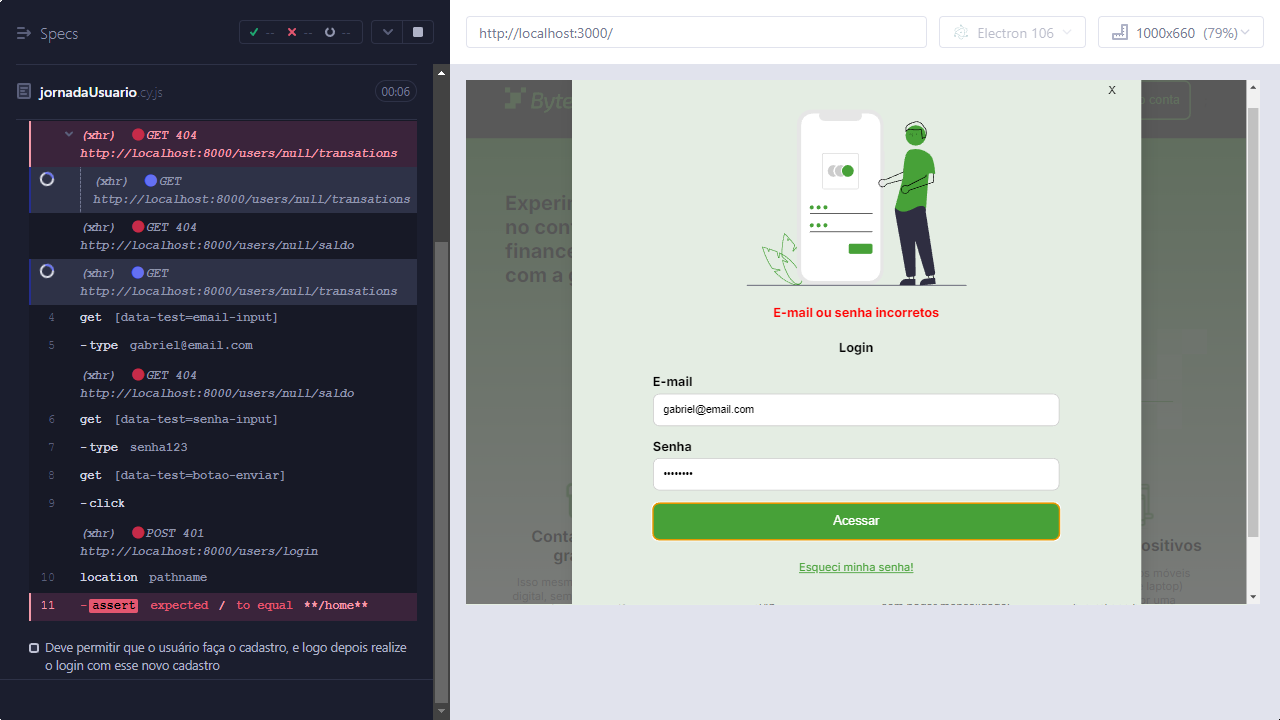 Specs
-- -- --
jornadaUsuario.cy.js
00:06
(xhr) GET 404
http://localhost:8000/users/null/transations
(xhr) GET
http://localhost:8000/users/null/transations
(xhr) GET 404
http://localhost:8000/users/null/saldo
(xhr) GET
http://localhost:8000/users/null/transations
4 get [data-test=email-input]
5 -type gabriel@email.com
(xhr) GET 404
http://localhost:8000/users/null/saldo
6 get [data-test=senha-input]
7 -type senha123
8 get [data-test=botao-enviar]
9 -click
(xhr) POST 401
http://localhost:8000/users/login
10 location pathname
11 -assert expected / to equal **/home**
Deve permitir que o usuário faça o cadastro, e logo depois realize
o login com esse novo cadastro
http://localhost:3000/
Electron 106
1000x660 (79%)
Byte
conta
X
Experi
no con
finance
com a
E-mail ou senha incorretos
Login
E-mail
gabriel@email.com
Senha
••••••••
Acessar
Esqueci minha senha!
Conta
gra
Isso mesm
digital, sem
ositivos
s móveis
laptop)
uma